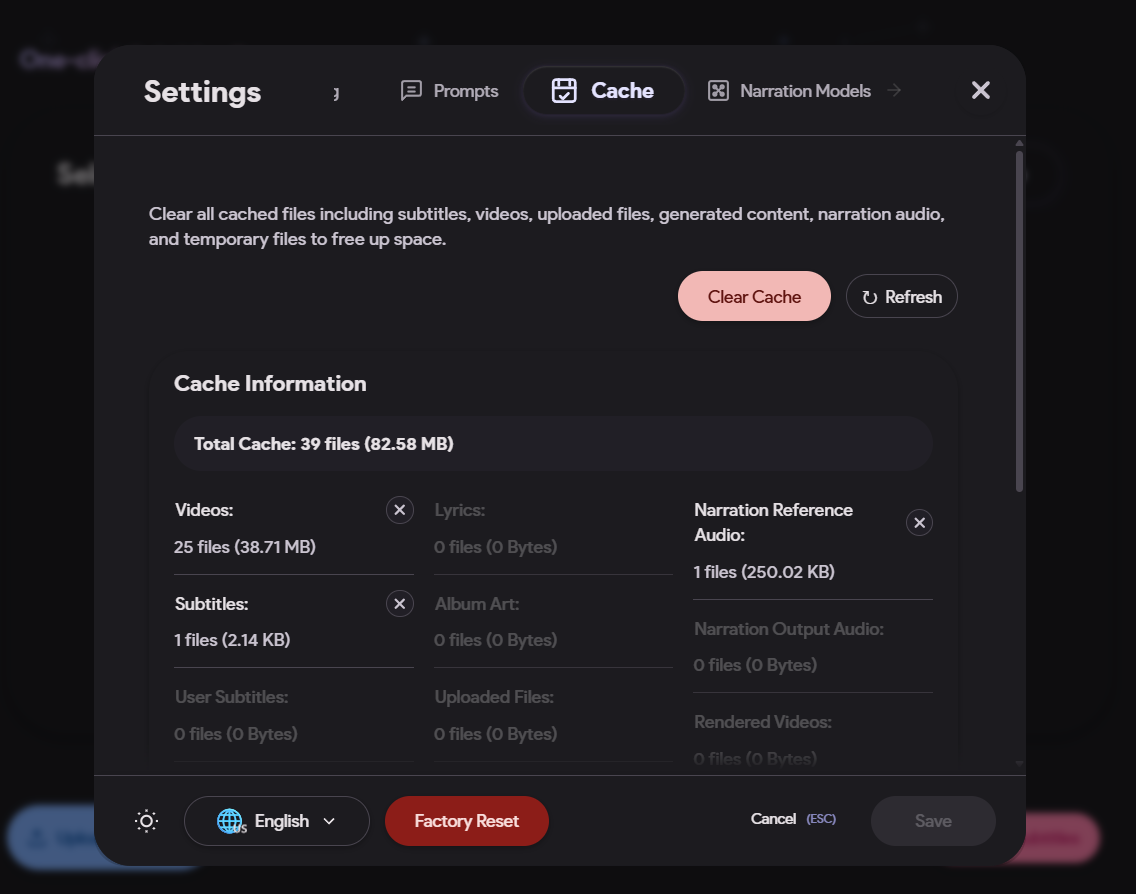 Settings
Prompts
Cache
Narration Models
Clear all cached files including subtitles, videos, uploaded files, generated content, narration audio,
and temporary files to free up space.
Clear Cache
Refresh
Cache Information
Total Cache: 39 files (82.58 MB)
Videos:
25 files (38.71 MB)
Subtitles:
1 files (2.14 KB)
User Subtitles:
0 files (0 Bytes)
Lyrics:
0 files (0 Bytes)
Album Art:
0 files (0 Bytes)
Uploaded Files:
0 files (0 Bytes)
Narration Reference
Audio:
1 files (250.02 KB)
Narration Output Audio:
0 files (0 Bytes)
Rendered Videos:
0 files (0 Bytes)
US
English
Factory Reset
Cancel (ESC)
Save